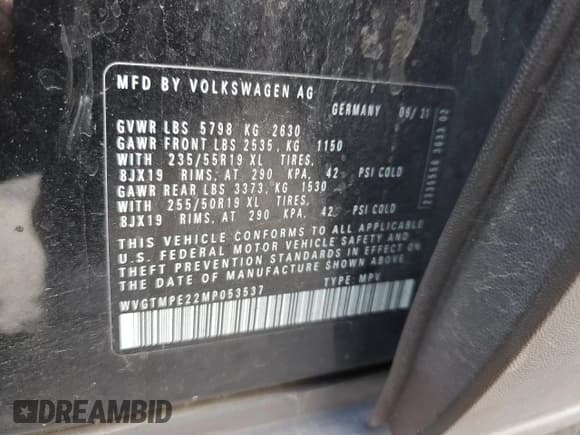 MFD BY VOLKSWAGEN AG
GERMANY 06/21
GVWR LBS 5798 KG 2630
GAWR FRONT LBS 2535, KG 1150
WITH 235/55R19 XL TIRES,
8JX19 RIMS, AT 290 KPA, 42 PSI COLD
GAWR REAR LBS 3373, KG 1530
WITH 255/50R19 XL TIRES,
8JX19 RIMS, AT 290 KPA, 42 PSI COLD
THIS VEHICLE CONFORMS TO ALL APPLICABLE
U.S. FEDERAL MOTOR VEHICLE SAFETY AND
THEFT PREVENTION STANDARDS IN EFFECT ON
THE DATE OF MANUFACTURE SHOWN ABOVE
WVGTMPE22MP053537 TYPE: MPV
DREAMBID